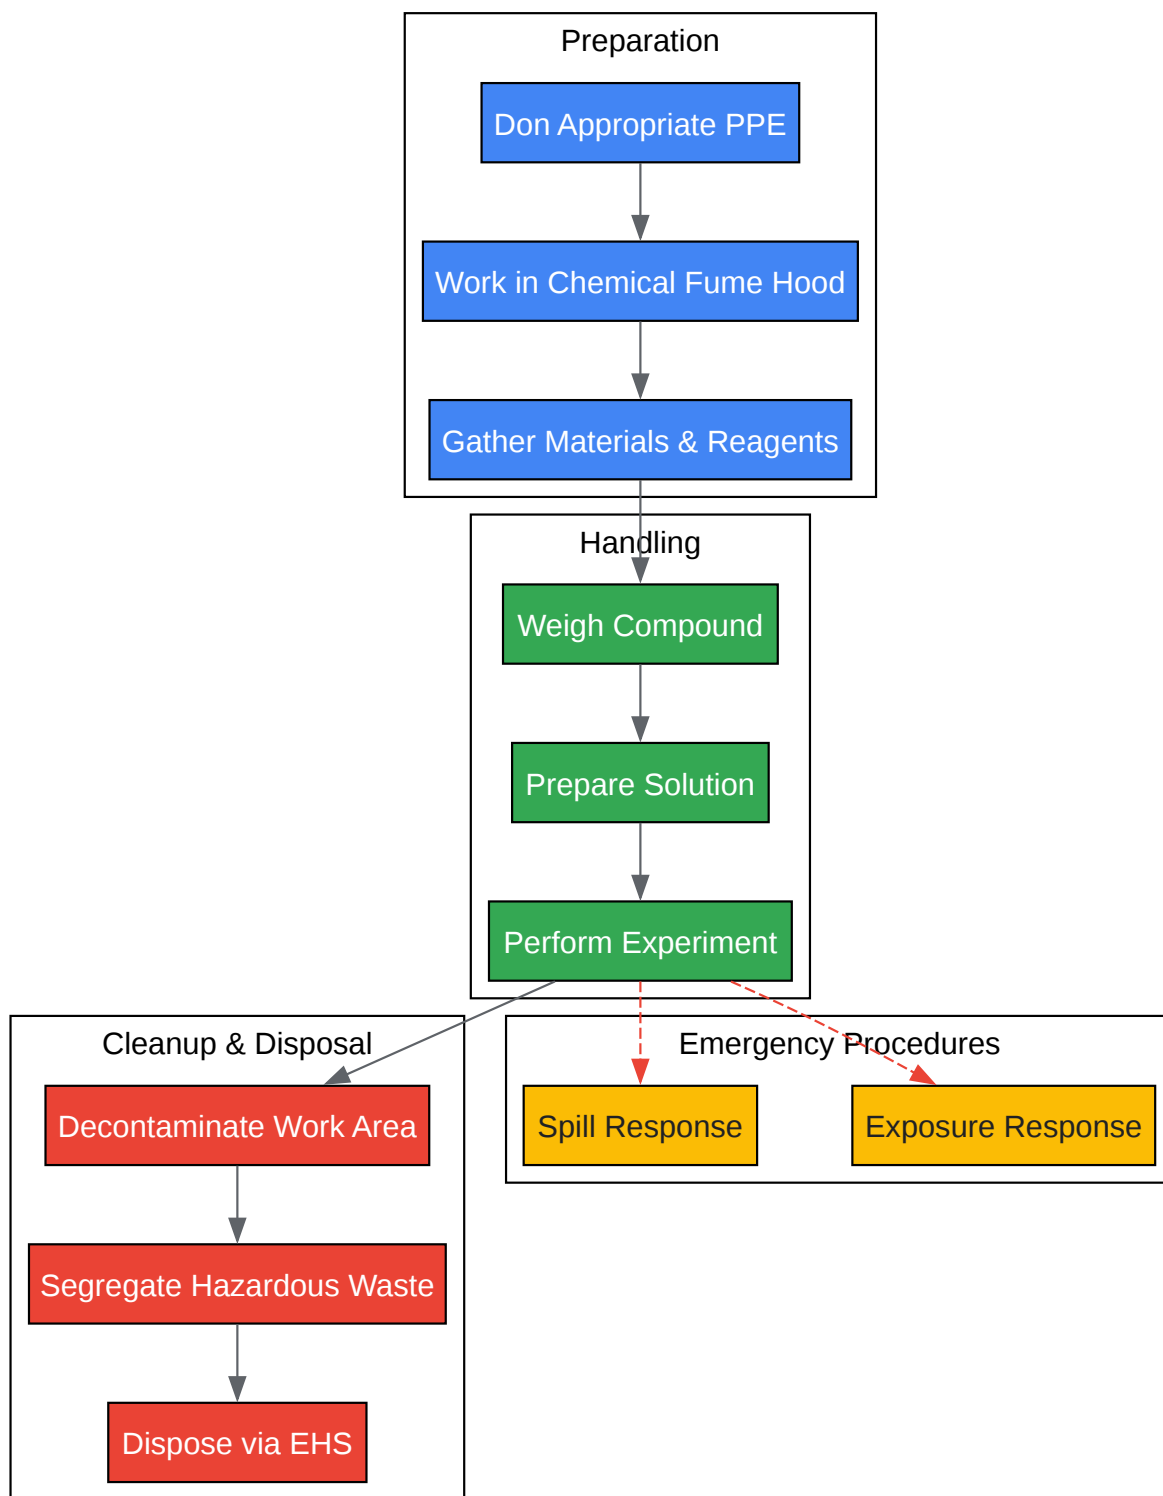 Preparation
Don Appropriate PPE
Work in Chemical Fume Hood
Gather Materials & Reagents
Handling
Weigh Compound
Prepare Solution
Perform Experiment
Cleanup & Disposal
Decontaminate Work Area
Segregate Hazardous Waste
Dispose via EHS
Emergency Procedures
Spill Response
Exposure Response